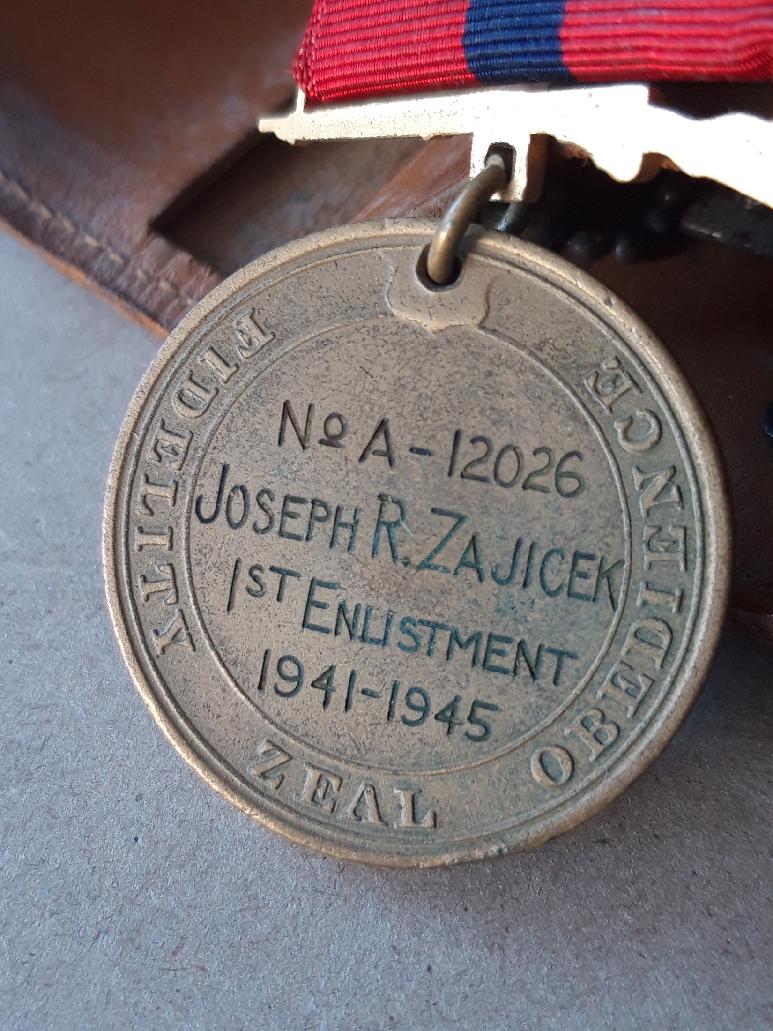 FIDELITY
ZEAL
OBEDIENCE
No A-12026
JOSEPH R. ZAJICEK
1ST ENLISTMENT
1941-1945